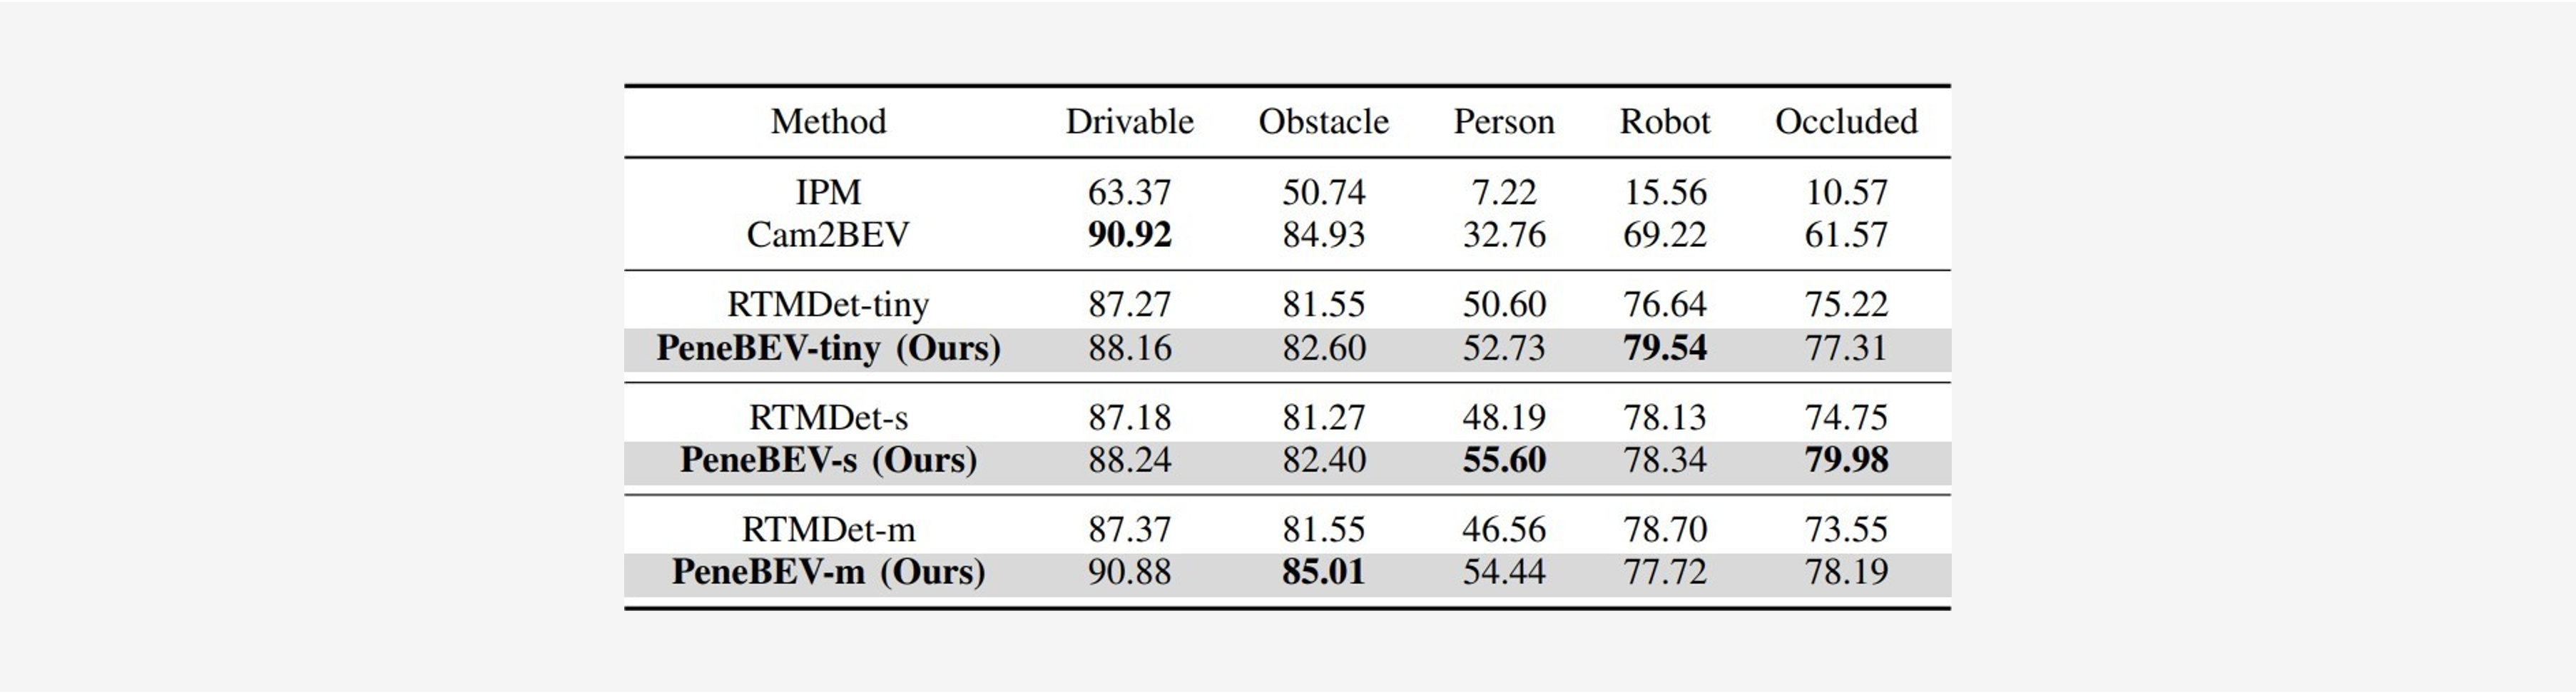 Method Drivable Obstacle Person Robot Occluded
IPM 63.37 50.74 7.22 15.56 10.57
Cam2BEV 90.92 84.93 32.76 69.22 61.57
RTMDet-tiny 87.27 81.55 50.60 76.64 75.22
PeneBEV-tiny (Ours) 88.16 82.60 52.73 79.54 77.31
RTMDet-s 87.18 81.27 48.19 78.13 74.75
PeneBEV-s (Ours) 88.24 82.40 55.60 78.34 79.98
RTMDet-m 87.37 81.55 46.56 78.70 73.55
PeneBEV-m (Ours) 90.88 85.01 54.44 77.72 78.19